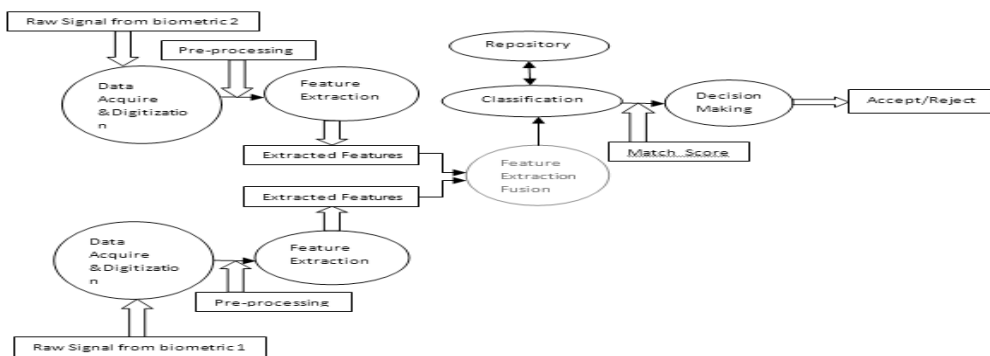 Raw Signal from biometric 2
Pre-processing
Data
Acquire
&Digitizatio
n
Feature
Extraction
Repository
Classification
Decision
Making
Accept/Reject
Match Score
Extracted Features
Feature
Extraction
Fusion
Extracted Features
Data
Acquire
&Digitizatio
n
Feature
Extraction
Pre-processing
Raw Signal from biometric 1